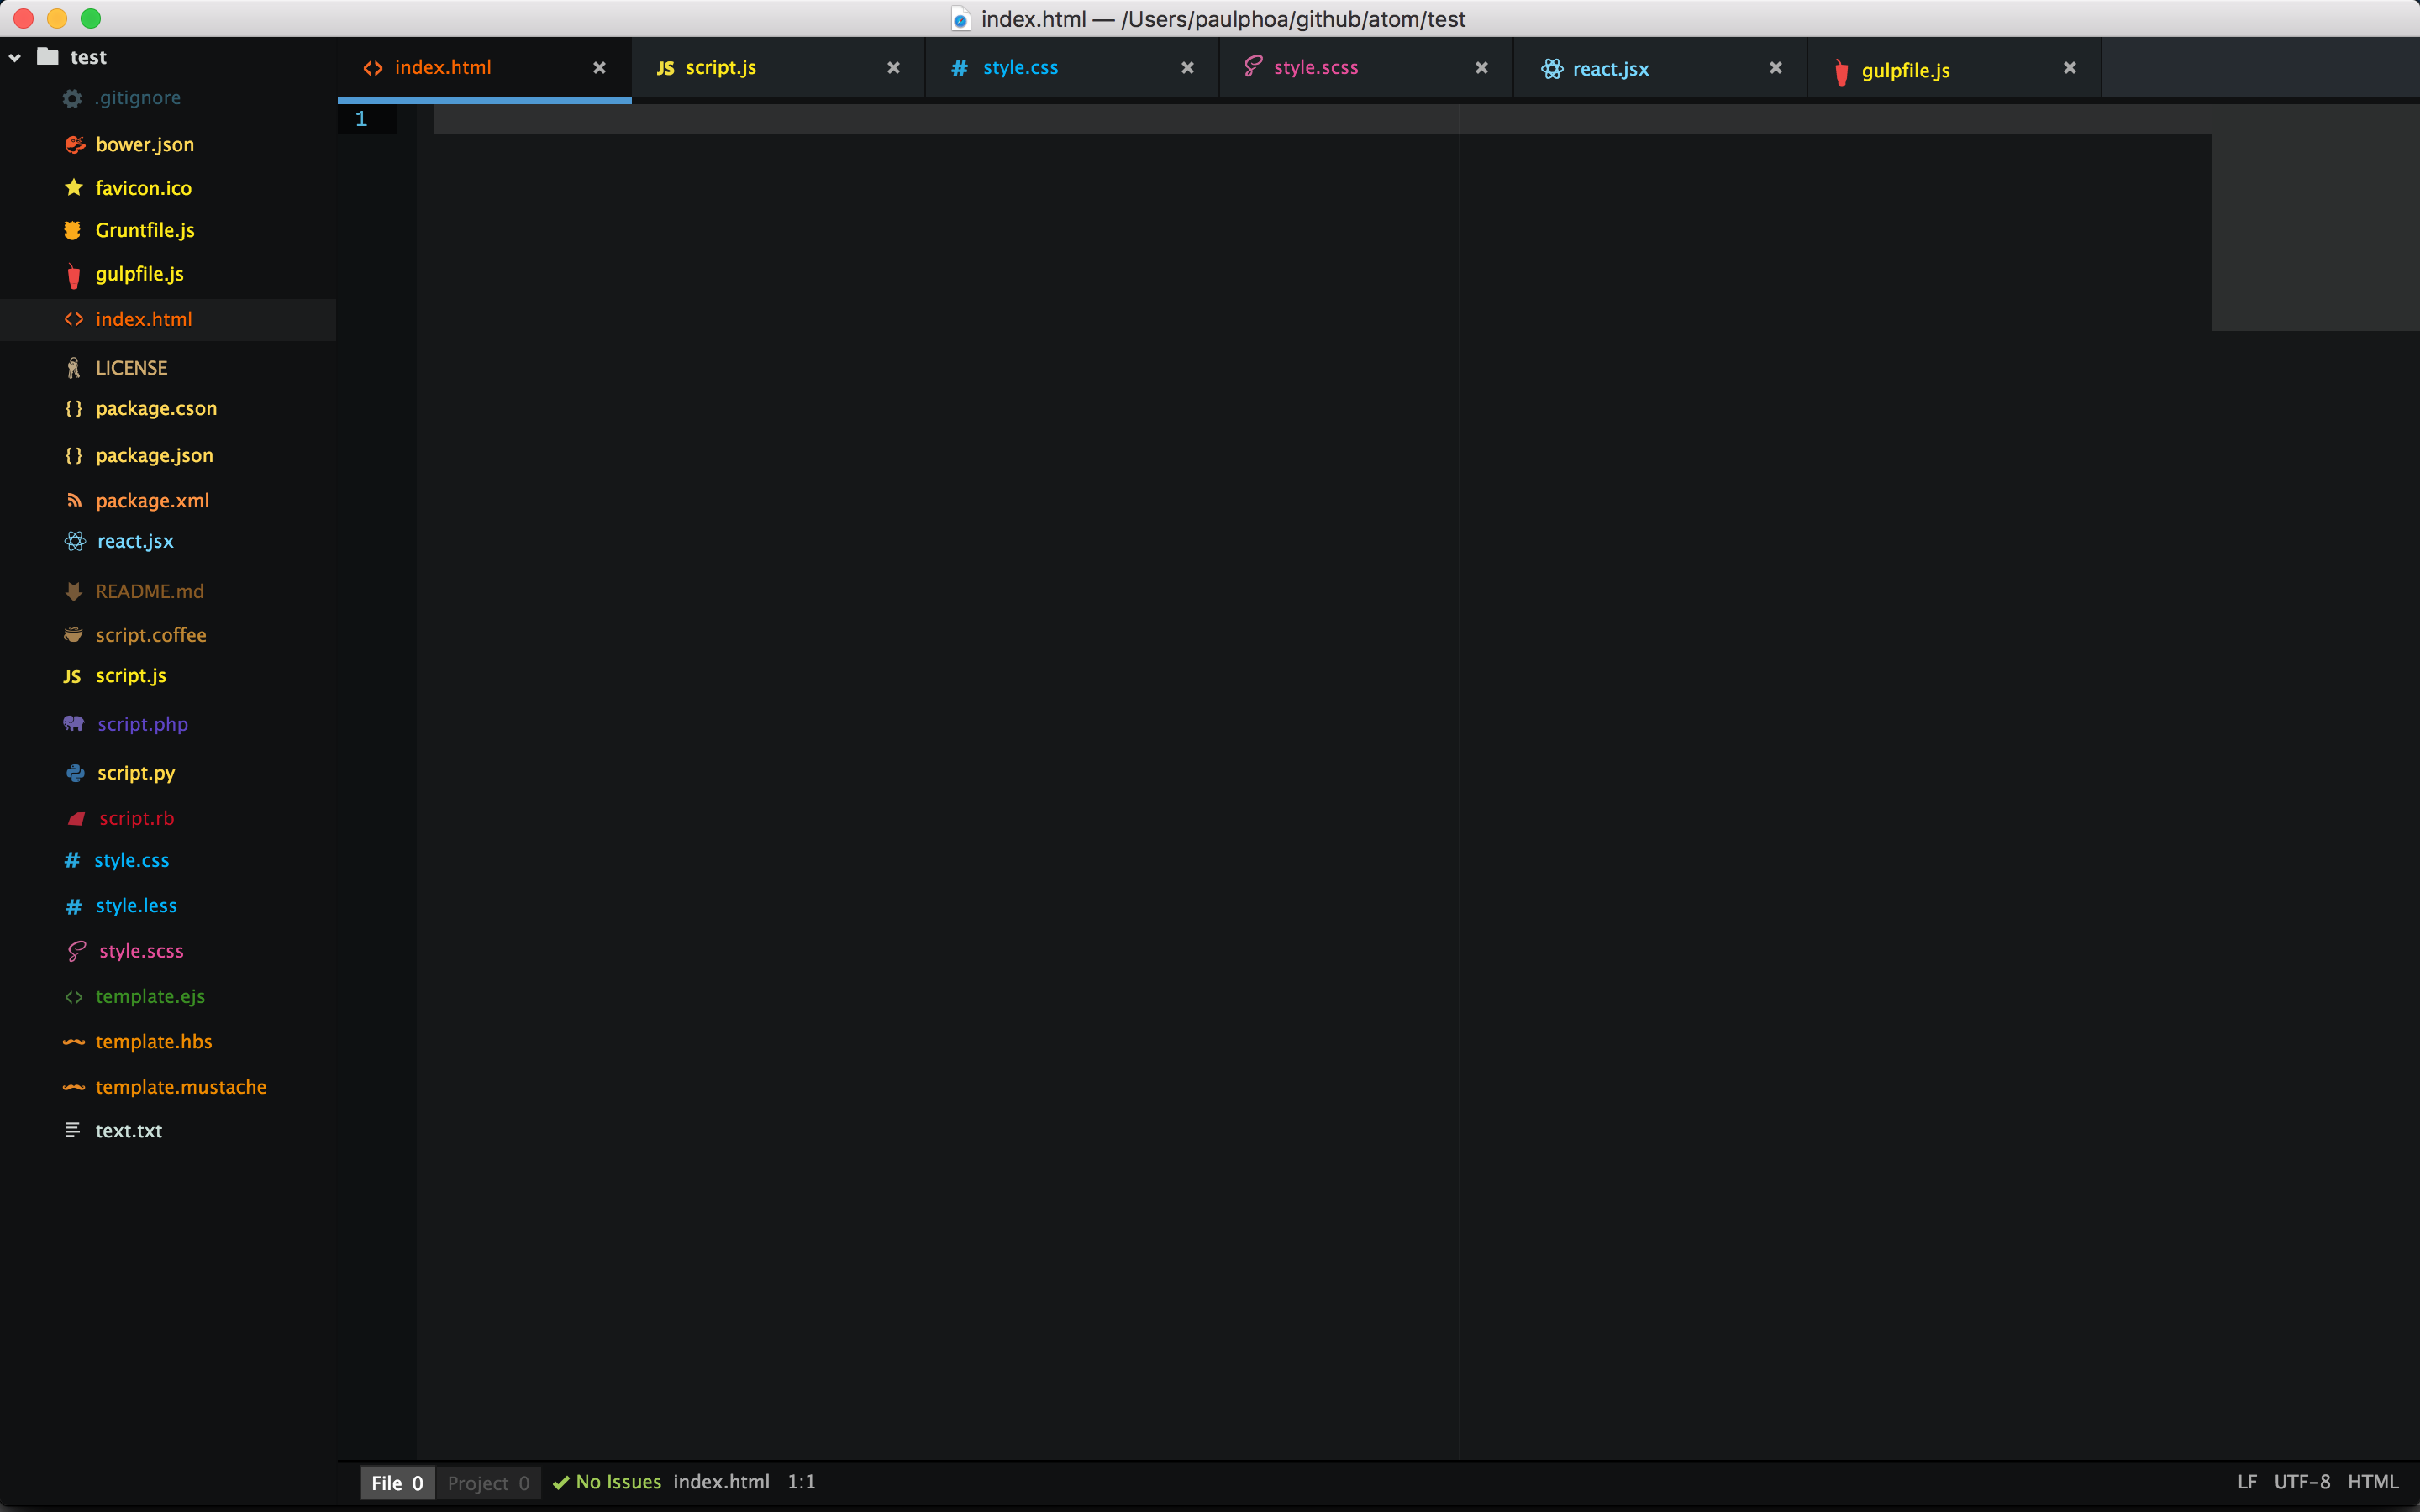 index.html — /Users/paulphoa/github/atom/test
test
.gitignore
bower.json
favicon.ico
Gruntfile.js
gulpfile.js
index.html
LICENSE
package.cson
package.json
package.xml
react.jsx
README.md
script.coffee
JS script.js
script.php
script.py
script.rb
# style.css
# style.less
style.scss
template.ejs
template.hbs
template.mustache
text.txt
<> index.html
JS script.js
# style.css
style.scss
react.jsx
gulpfile.js
1
File 0 Project 0 No Issues index.html 1:1 LF UTF-8 HTML